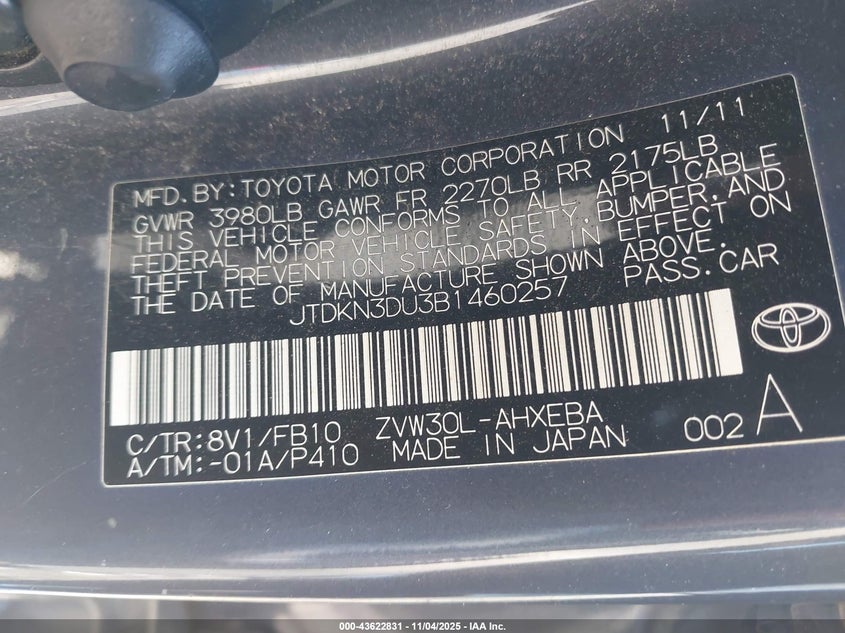 MFD. BY: TOYOTA MOTOR CORPORATION 11/11
GVWR 3980LB GAWR FR 2270LB RR 2175LB
THIS VEHICLE CONFORMS TO ALL APPLICABLE
FEDERAL MOTOR VEHICLE SAFETY, BUMPER, AND
THEFT PREVENTION STANDARDS IN EFFECT ON
THE DATE OF MANUFACTURE SHOWN ABOVE.
JTDKN3DU3B1460257 PASS. CAR
C/TR: 8V1/FB10 ZVW30L-AHXEBA
A/TM: -01A/P410 MADE IN JAPAN 002 A
000-43622831 - 11/04/2025 - IAA Inc.